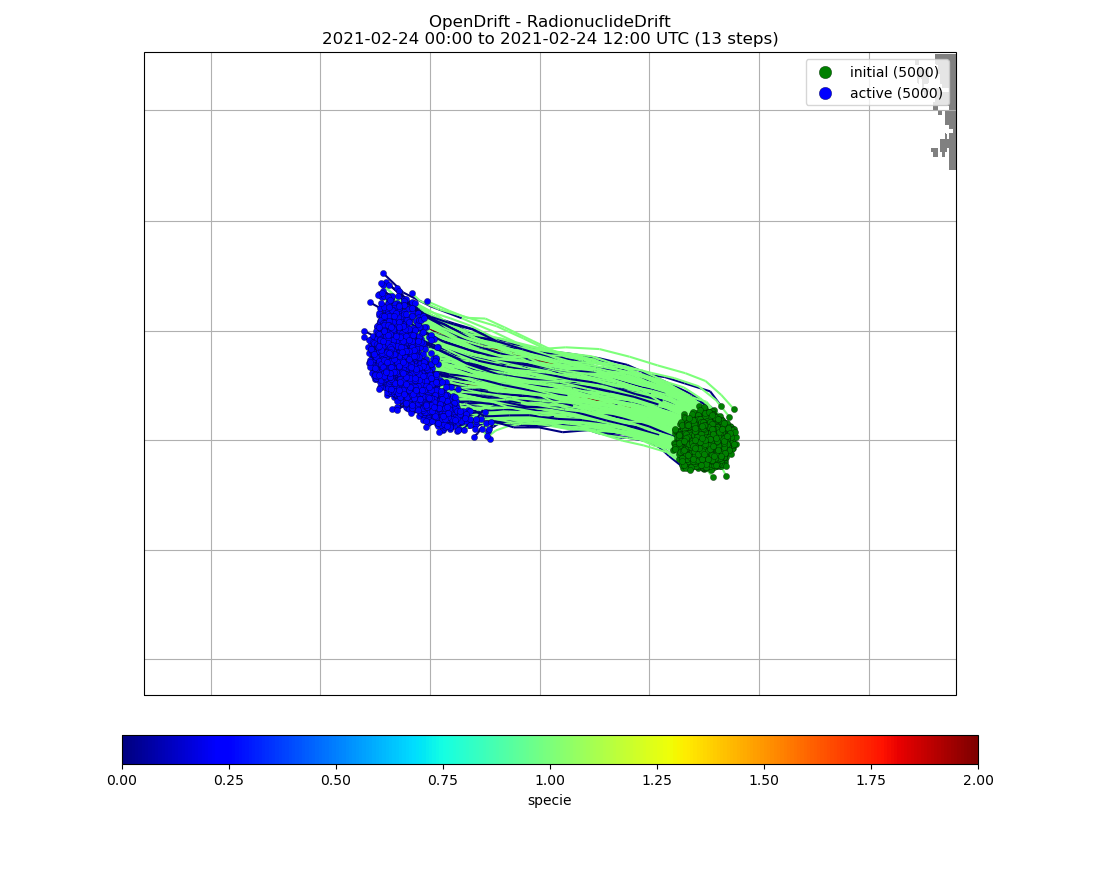 OpenDrift - RadionuclideDrift
2021-02-24 00:00 to 2021-02-24 12:00 UTC (13 steps)
initial (5000)
active (5000)
0.00 0.25 0.50 0.75 1.00 1.25 1.50 1.75 2.00
specie